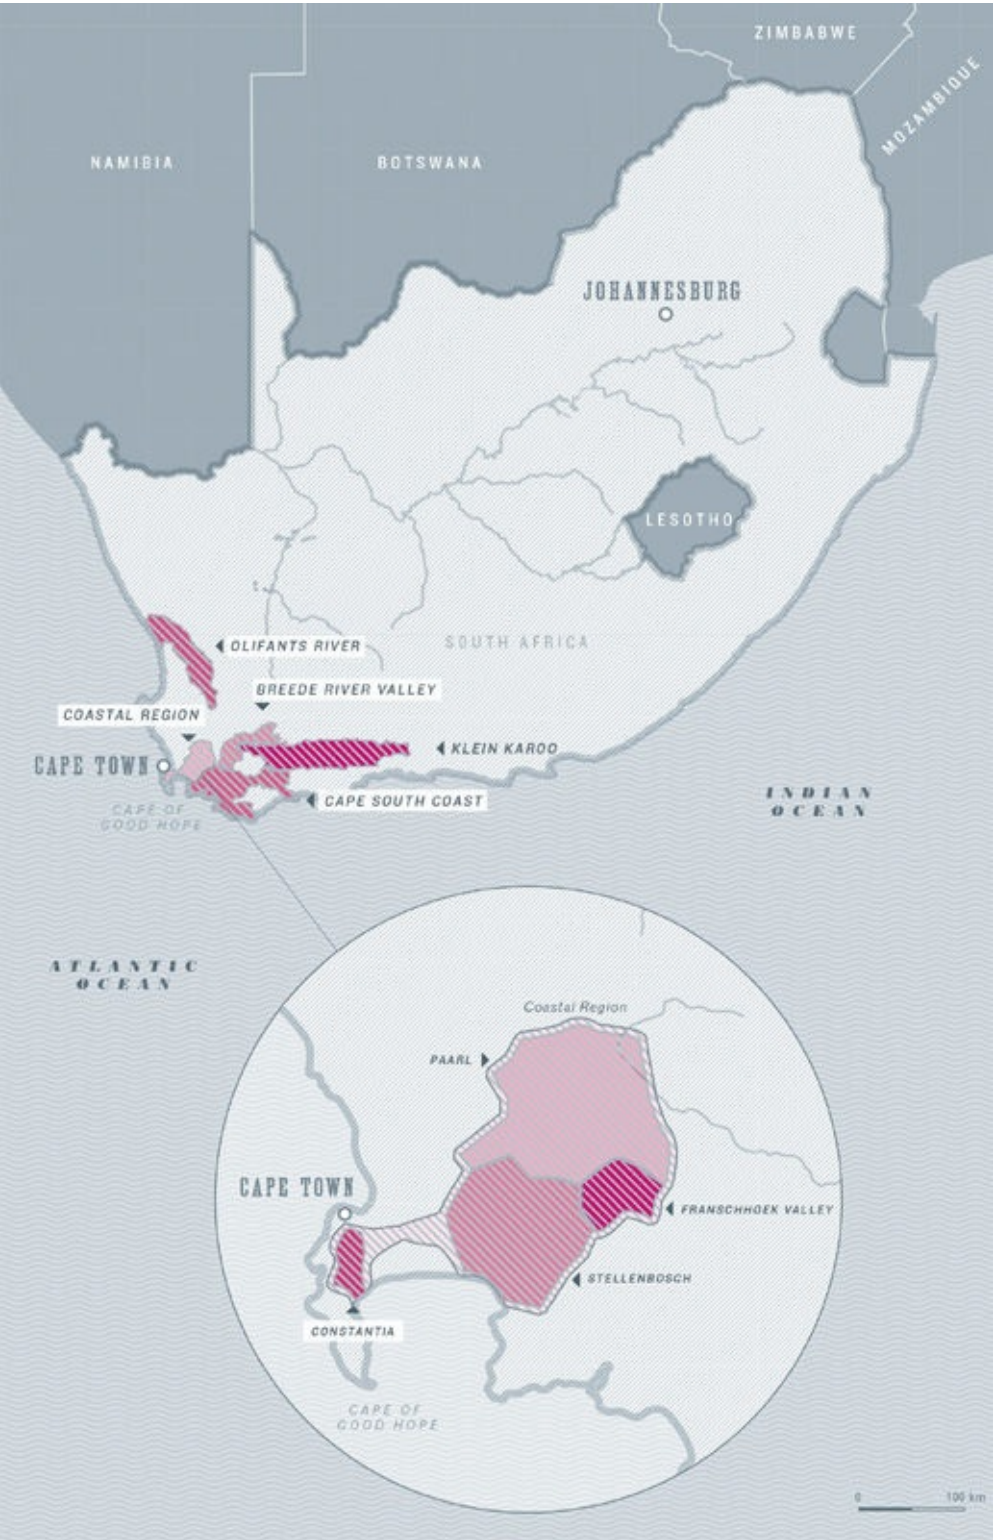 ZIMBABWE
MOZAMBIQUE
NAMIBIA
BOTSWANA
JOHANNESBURG
LESOTHO
SOUTH AFRICA
OLIFANTS RIVER
BREEDE RIVER VALLEY
COASTAL REGION
KLEIN KAROO
CAPE TOWN
CAPE SOUTH COAST
CAPE OF
GOOD HOPE
INDIAN
OCEAN
ATLANTIC
OCEAN
Coastal Region
PAARL
CAPE TOWN
FRANSCHHOEK VALLEY
STELLENBOSCH
CONSTANTIA
CAPE OF
GOOD HOPE
0 100 km